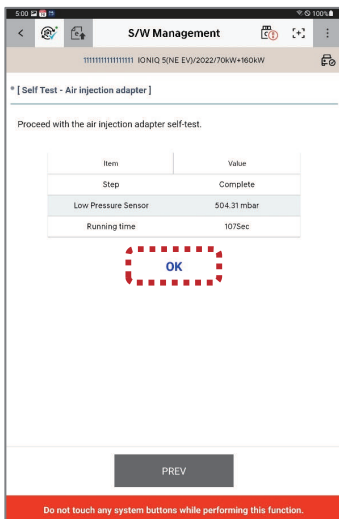 5:00 100%
S/W Management
11111111111111111 IONIQ 5(NE EV)/2022/70kW+160kW
* [ Self Test - Air injection adapter ]
Proceed with the air injection adapter self-test.
Item Value
Step Complete
Low Pressure Sensor 504.31 mbar
Running time 107Sec
OK
PREV
Do not touch any system buttons while performing this function.